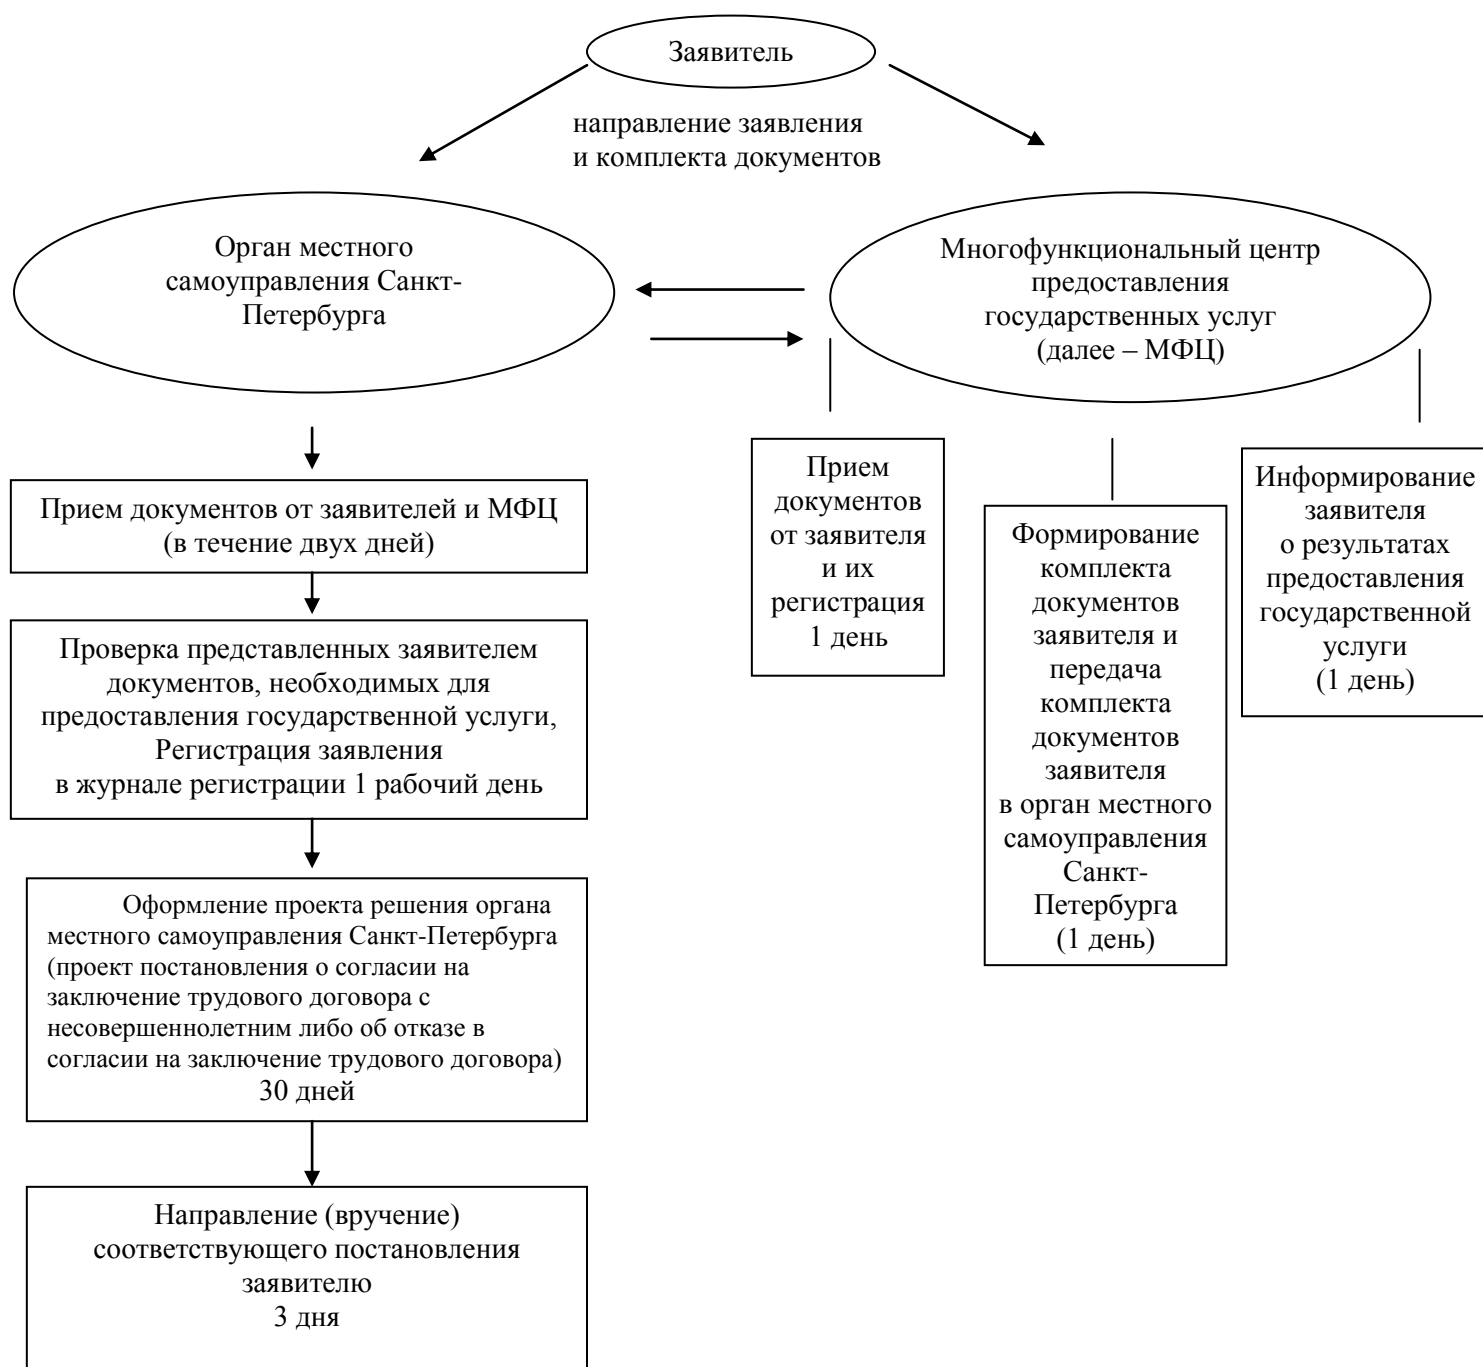 Заявитель
направление заявления
и комплекта документов
Орган местного
самоуправления Санкт-
Петербурга
Многофункциональный центр
предоставления
государственных услуг
(далее – МФЦ)
Прием документов от заявителей и МФЦ
(в течение двух дней)
Проверка представленных заявителем
документов, необходимых для
предоставления государственной услуги,
Регистрация заявления
в журнале регистрации 1 рабочий день
Оформление проекта решения органа
местного самоуправления Санкт-Петербурга
(проект постановления о согласии на
заключение трудового договора с
несовершеннолетним либо об отказе в
согласии на заключение трудового договора)
30 дней
Направление (вручение)
соответствующего постановления
заявителю
3 дня
Прием
документов
от заявителя
и их
регистрация
1 день
Формирование
комплекта
документов
заявителя и
передача
комплекта
документов
заявителя
в орган местного
самоуправления
Санкт-
Петербурга
(1 день)
Информирование
заявителя
о результатах
предоставления
государственной
услуги
(1 день)